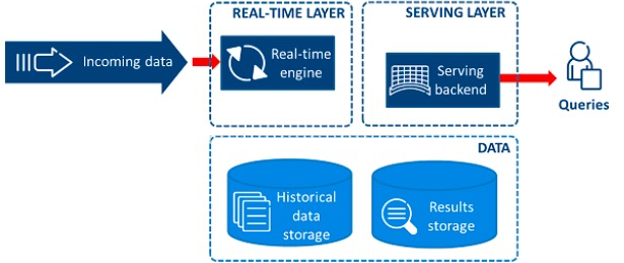 REAL-TIME LAYER
SERVING LAYER
Incoming data
Real-time
engine
Serving
backend
Queries
DATA
Historical
data
storage
Results
storage